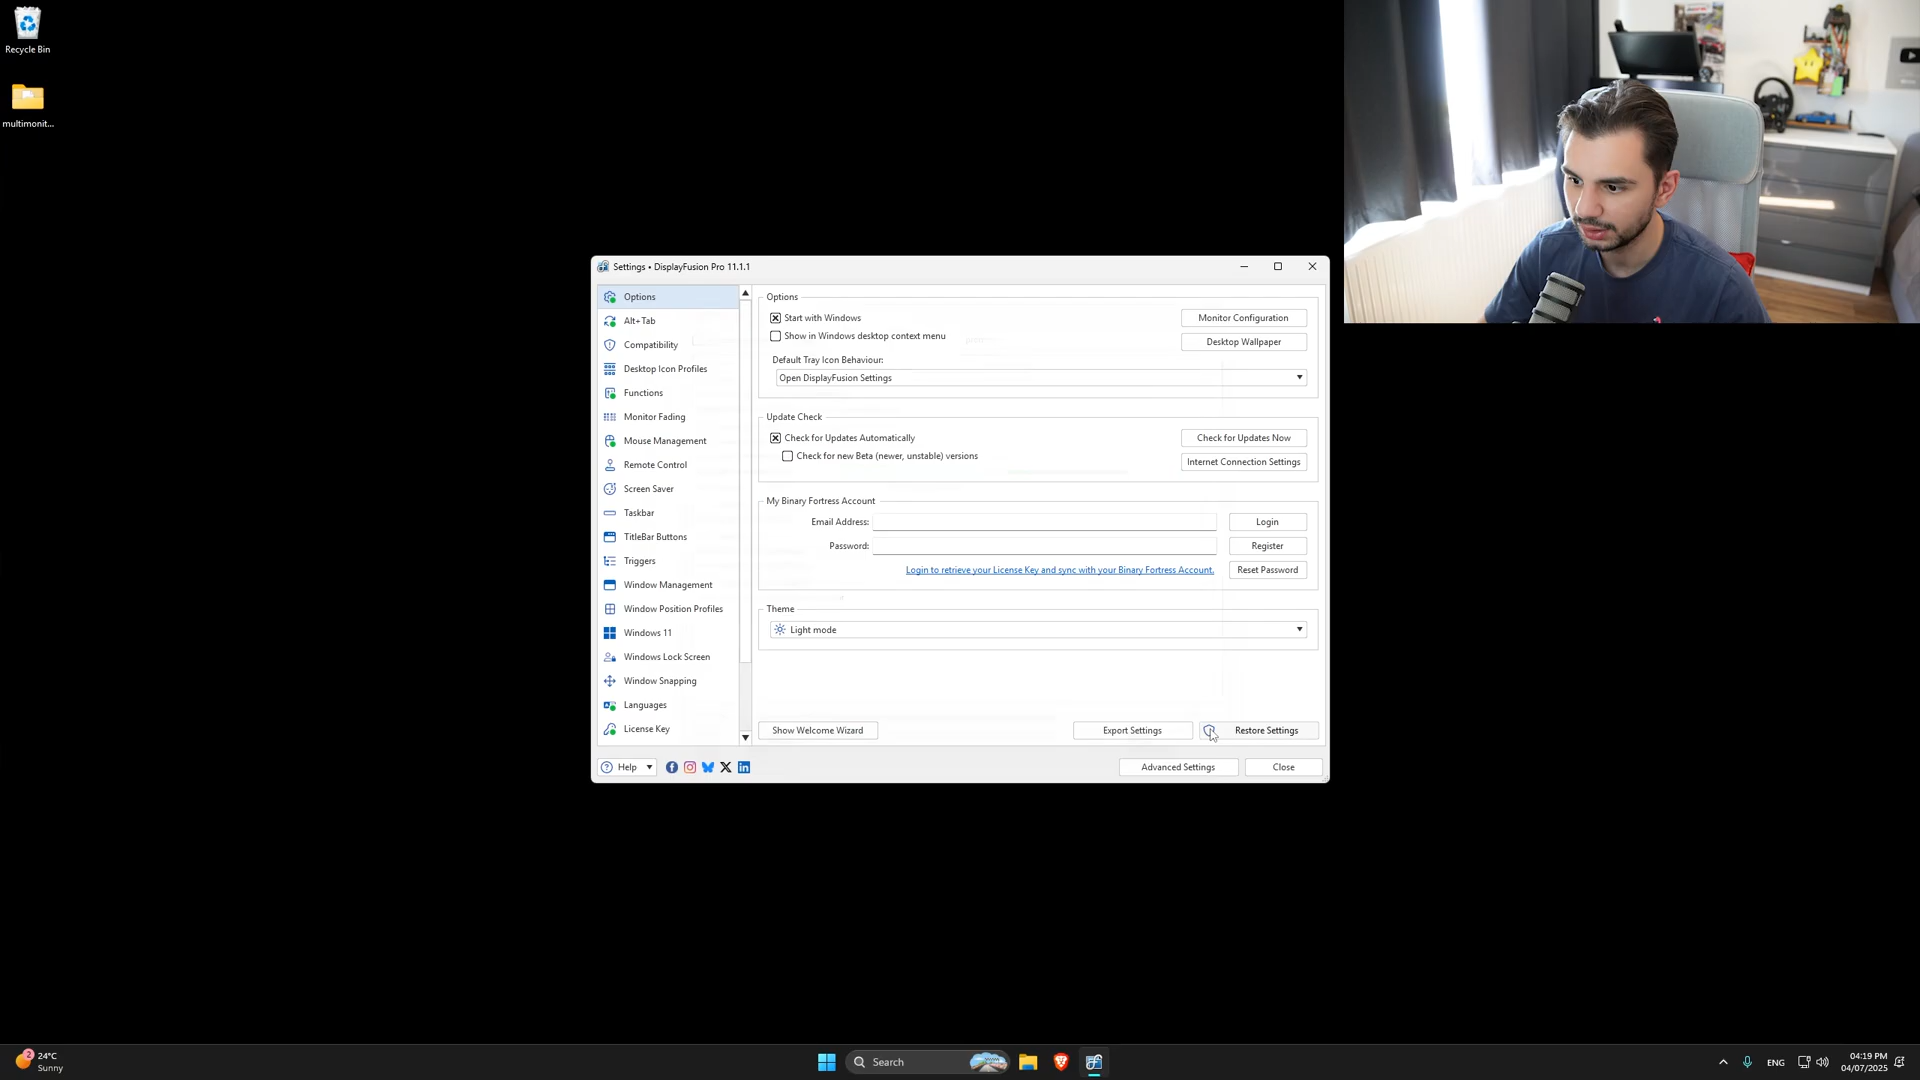 Recycle Bin
multimonit...
Settings • DisplayFusion Pro 11.1.1
Options
Alt+Tab
Compatibility
Desktop Icon Profiles
Functions
Monitor Fading
Mouse Management
Remote Control
Screen Saver
Taskbar
TitleBar Buttons
Triggers
Window Management
Window Position Profiles
Windows 11
Windows Lock Screen
Window Snapping
Languages
License Key
Options
Start with Windows
Monitor Configuration
Show in Windows desktop context menu
Desktop Wallpaper
Default Tray Icon Behaviour:
Open DisplayFusion Settings
Update Check
Check for Updates Automatically
Check for Updates Now
Check for new Beta (newer, unstable) versions
Internet Connection Settings
My Binary Fortress Account
Email Address:
Login
Password:
Register
Login to retrieve your License Key and sync with your Binary Fortress Account.
Reset Password
Theme
Light mode
Show Welcome Wizard
Export Settings
Restore Settings
Help
Advanced Settings
Close
2
24°C
Sunny
Search
ENG
04:19 PM
04/07/2025